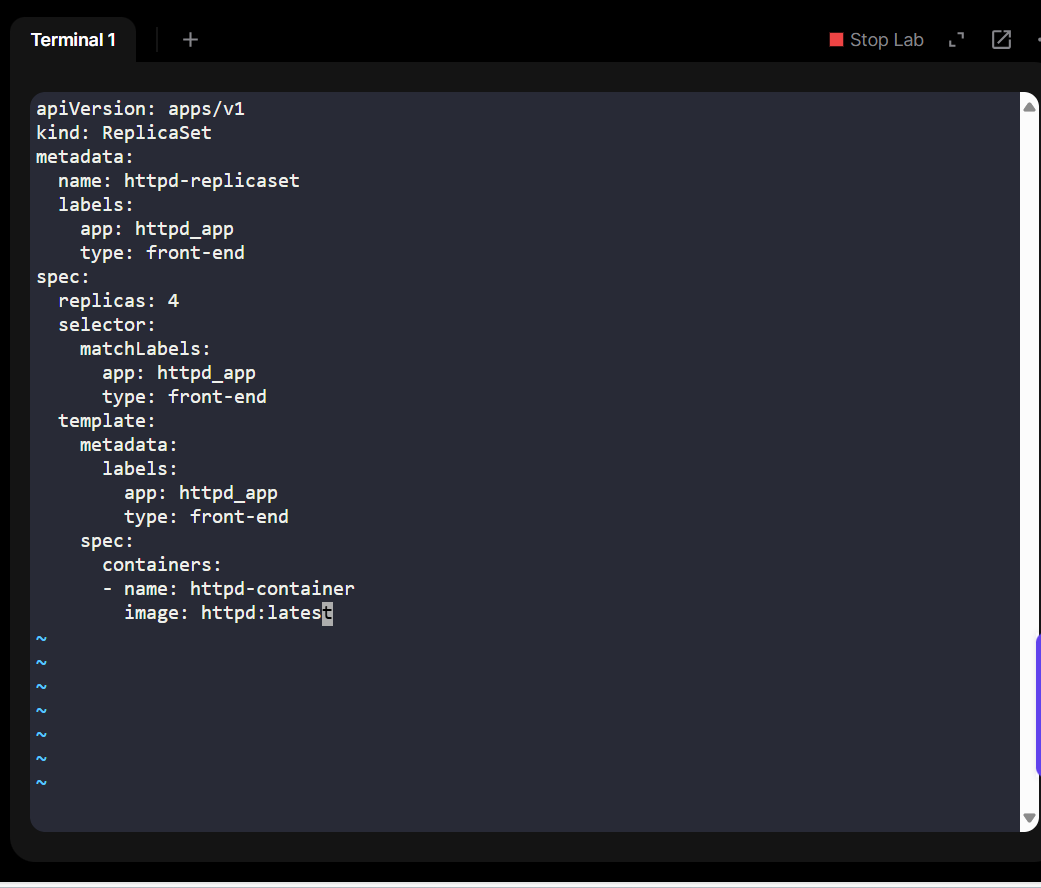 Terminal 1
+
Stop Lab
apiVersion: apps/v1
kind: ReplicaSet
metadata:
  name: httpd-replicaset
  labels:
    app: httpd_app
    type: front-end
spec:
  replicas: 4
  selector:
    matchLabels:
      app: httpd_app
      type: front-end
  template:
    metadata:
      labels:
        app: httpd_app
        type: front-end
    spec:
      containers:
      - name: httpd-container
        image: httpd:latest
~
~
~
~
~
~
~